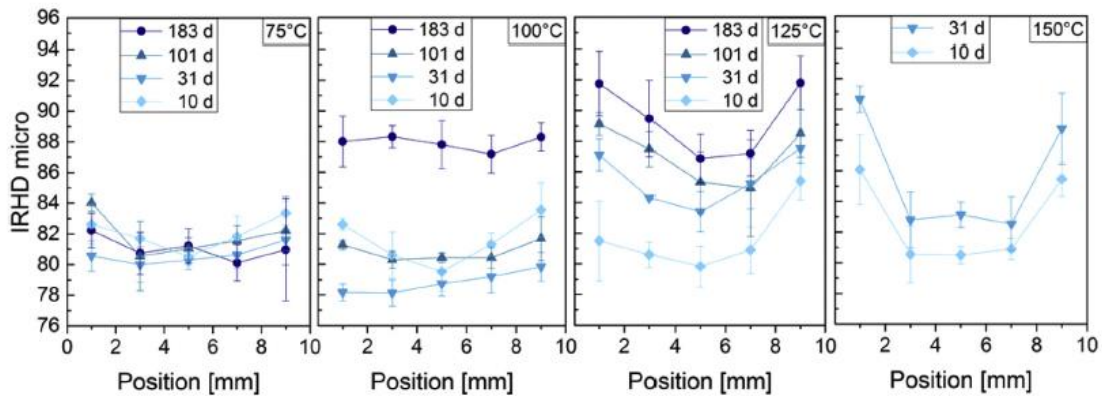 IRHD micro
96
94
92
90
88
86
84
82
80
78
76
183 d
101 d
31 d
10 d
75°C
0 2 4 6 8 10
Position [mm]
183 d
101 d
31 d
10 d
100°C
2 4 6 8 10
Position [mm]
183 d
101 d
31 d
10 d
125°C
2 4 6 8 10
Position [mm]
31 d
10 d
150°C
2 4 6 8 10
Position [mm]